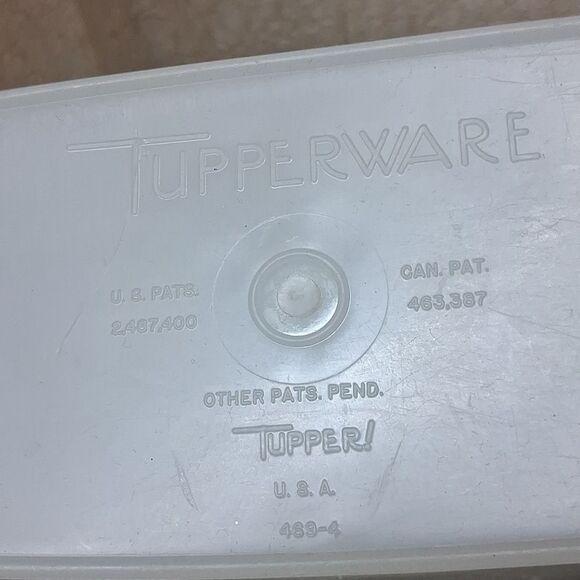 TUPPERWARE
U. S. PATS.
2,487,400
CAN. PAT.
463,387
OTHER PATS. PEND.
TUPPER!
U. S. A.
469-4